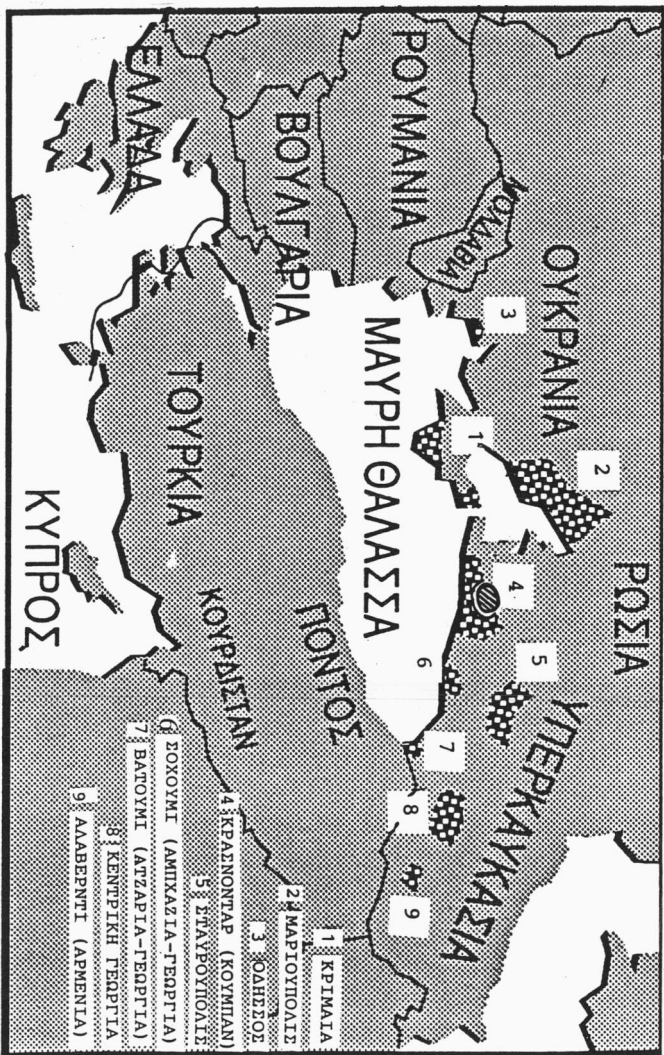 ΕΛΛΑΔΑ
ΒΟΥΛΓΑΡΙΑ
ΡΟΥΜΑΝΙΑ
ΜΟΛΔΑΒΙΑ
ΟΥΚΡΑΝΙΑ
ΡΩΣΙΑ
ΜΑΥΡΗ ΘΑΛΑΣΣΑ
ΤΟΥΡΚΙΑ
ΠΟΝΤΟΣ
ΚΟΥΡΔΙΣΤΑΝ
ΚΥΠΡΟΣ
ΥΠΕΡΚΑΥΚΑΣΙΑ
1
2
3
4
5
6
7
8
9
1 ΚΡΙΜΑΙΑ
2 ΜΑΡΙΟΥΠΟΛΙΣ
3 ΟΔΗΣΣΟΣ
4 ΚΡΑΣΝΟΝΤΑΡ (ΚΟΥΜΠΑΝ)
5 ΣΤΑΥΡΟΥΠΟΛΙΣ
6 ΣΟΧΟΥΜΙ (ΑΜΠΧΑΖΙΑ-ΓΕΩΡΓΙΑ)
7 ΒΑΤΟΥΜΙ (ΑΤΖΑΡΙΑ-ΓΕΩΡΓΙΑ)
8 ΚΕΝΤΡΙΚΗ ΓΕΩΡΓΙΑ
9 ΑΛΑΒΕΡΝΤΙ (ΑΡΜΕΝΙΑ)